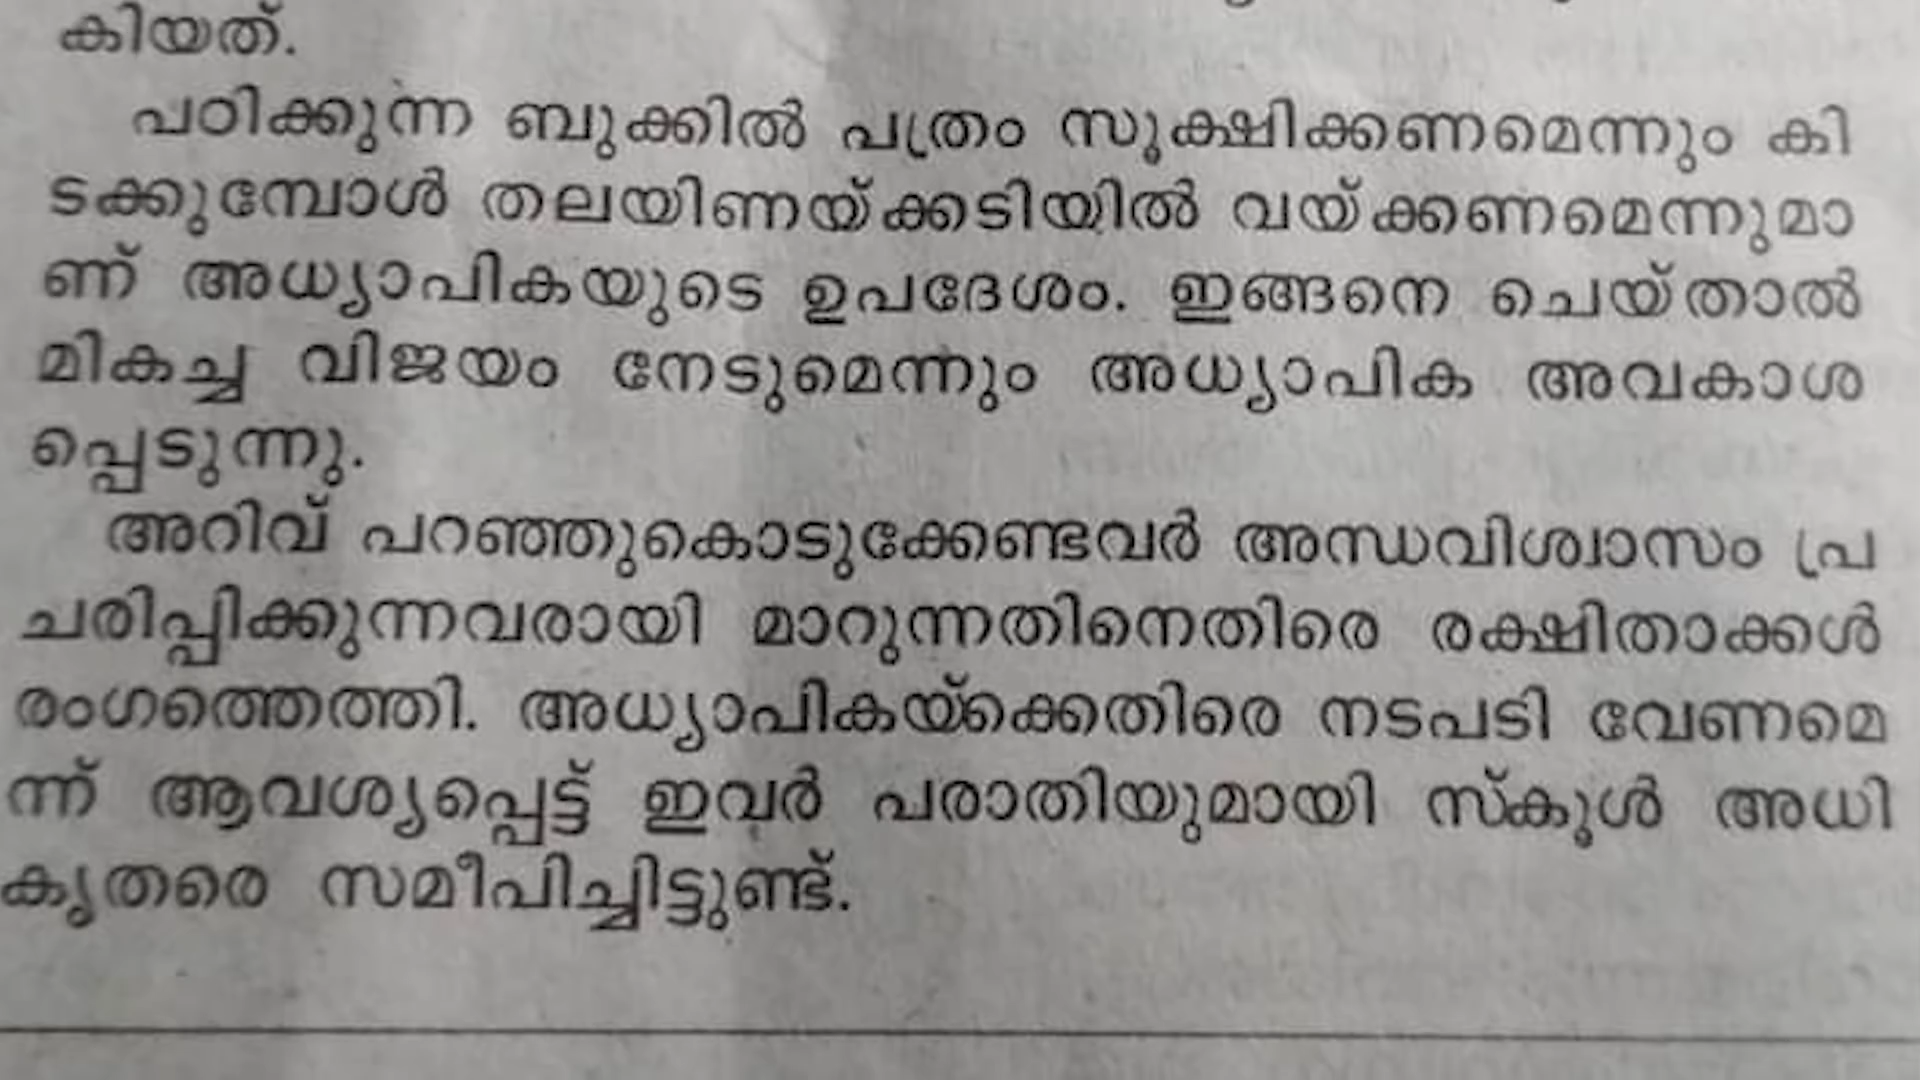 കിയത്.
പഠിക്കുന്ന ബുക്കിൽ പത്രം സൂക്ഷിക്കണമെന്നും കി
ടക്കുമ്പോൾ തലയിണയ്ക്കടിയിൽ വയ്ക്കണമെന്നുമാ
ണ് അധ്യാപികയുടെ ഉപദേശം. ഇങ്ങനെ ചെയ്താൽ
മികച്ച വിജയം നേടുമെന്നും അധ്യാപിക അവകാശ
പ്പെടുന്നു.
അറിവ് പറഞ്ഞുകൊടുക്കേണ്ടവർ അന്ധവിശ്വാസം പ്ര
ചരിപ്പിക്കുന്നവരായി മാറുന്നതിനെതിരെ രക്ഷിതാക്കൾ
രംഗത്തെത്തി. അധ്യാപികയ്ക്കെതിരെ നടപടി വേണമെ
ന്ന് ആവശ്യപ്പെട്ട് ഇവർ പരാതിയുമായി സ്കൂൾ അധി
കൃതരെ സമീപിച്ചിട്ടുണ്ട്.